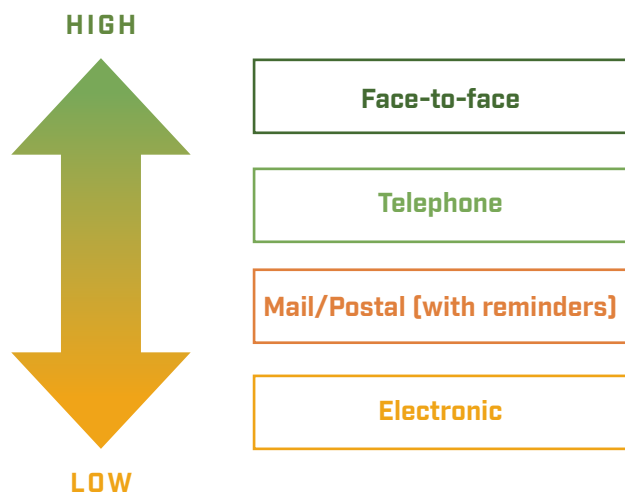 HIGH
Face-to-face
Telephone
Mail/Postal (with reminders)
Electronic
LOW